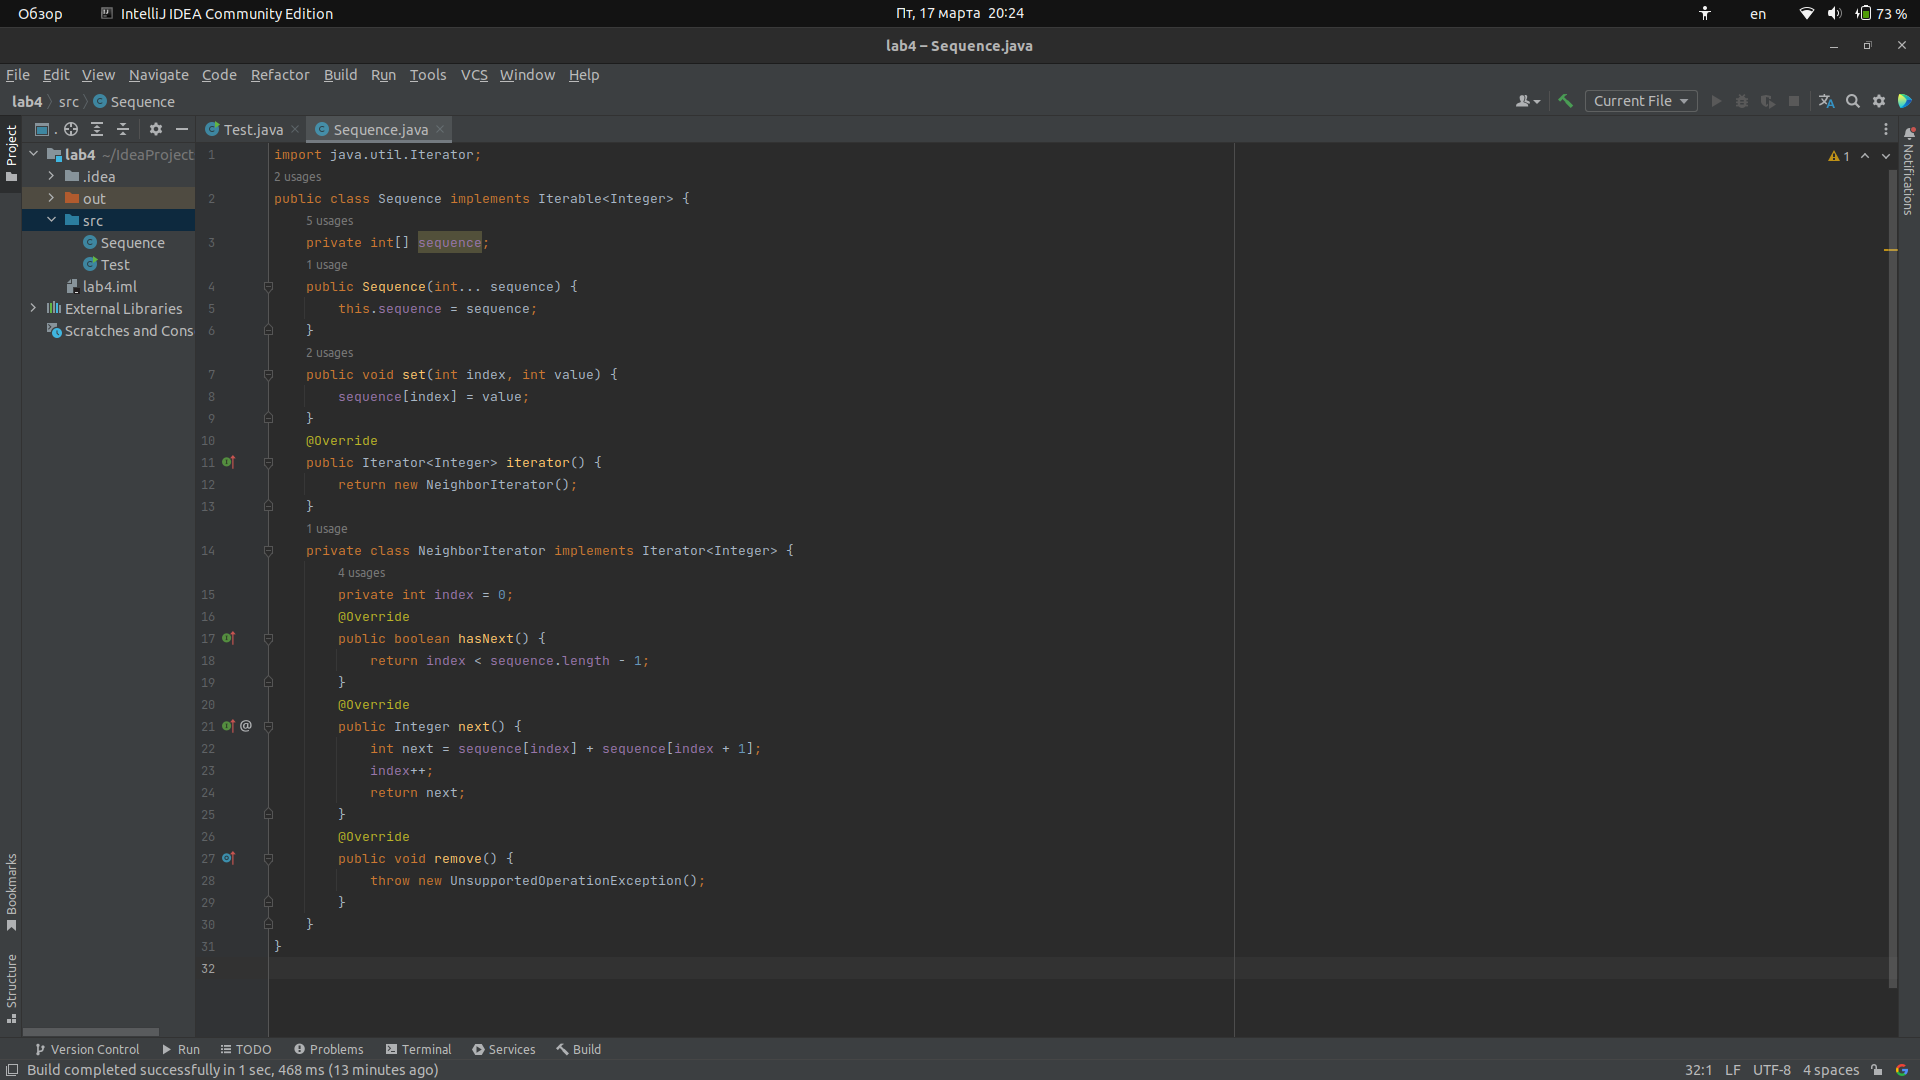 Обзор IntelliJ IDEA Community Edition Пт, 17 марта 20:24 en 73 %
lab4 – Sequence.java
File Edit View Navigate Code Refactor Build Run Tools VCS Window Help
lab4 src Sequence Current File
Project
Test.java Sequence.java
Notifications
lab4 ~/IdeaProject
.idea
out
src
Sequence
Test
lab4.iml
External Libraries
Scratches and Cons
1 import java.util.Iterator;
2 usages
2 public class Sequence implements Iterable<Integer> {
5 usages
3 private int[] sequence;
1 usage
4 public Sequence(int... sequence) {
5 this.sequence = sequence;
6 }
2 usages
7 public void set(int index, int value) {
8 sequence[index] = value;
9 }
10 @Override
11 public Iterator<Integer> iterator() {
12 return new NeighborIterator();
13 }
1 usage
14 private class NeighborIterator implements Iterator<Integer> {
4 usages
15 private int index = 0;
16 @Override
17 public boolean hasNext() {
18 return index < sequence.length - 1;
19 }
20 @Override
21 @ public Integer next() {
22 int next = sequence[index] + sequence[index + 1];
23 index++;
24 return next;
25 }
26 @Override
27 public void remove() {
28 throw new UnsupportedOperationException();
29 }
30 }
31 }
32
1
Bookmarks
Structure
Version Control Run TODO Problems Terminal Services Build
Build completed successfully in 1 sec, 468 ms (13 minutes ago) 32:1 LF UTF-8 4 spaces